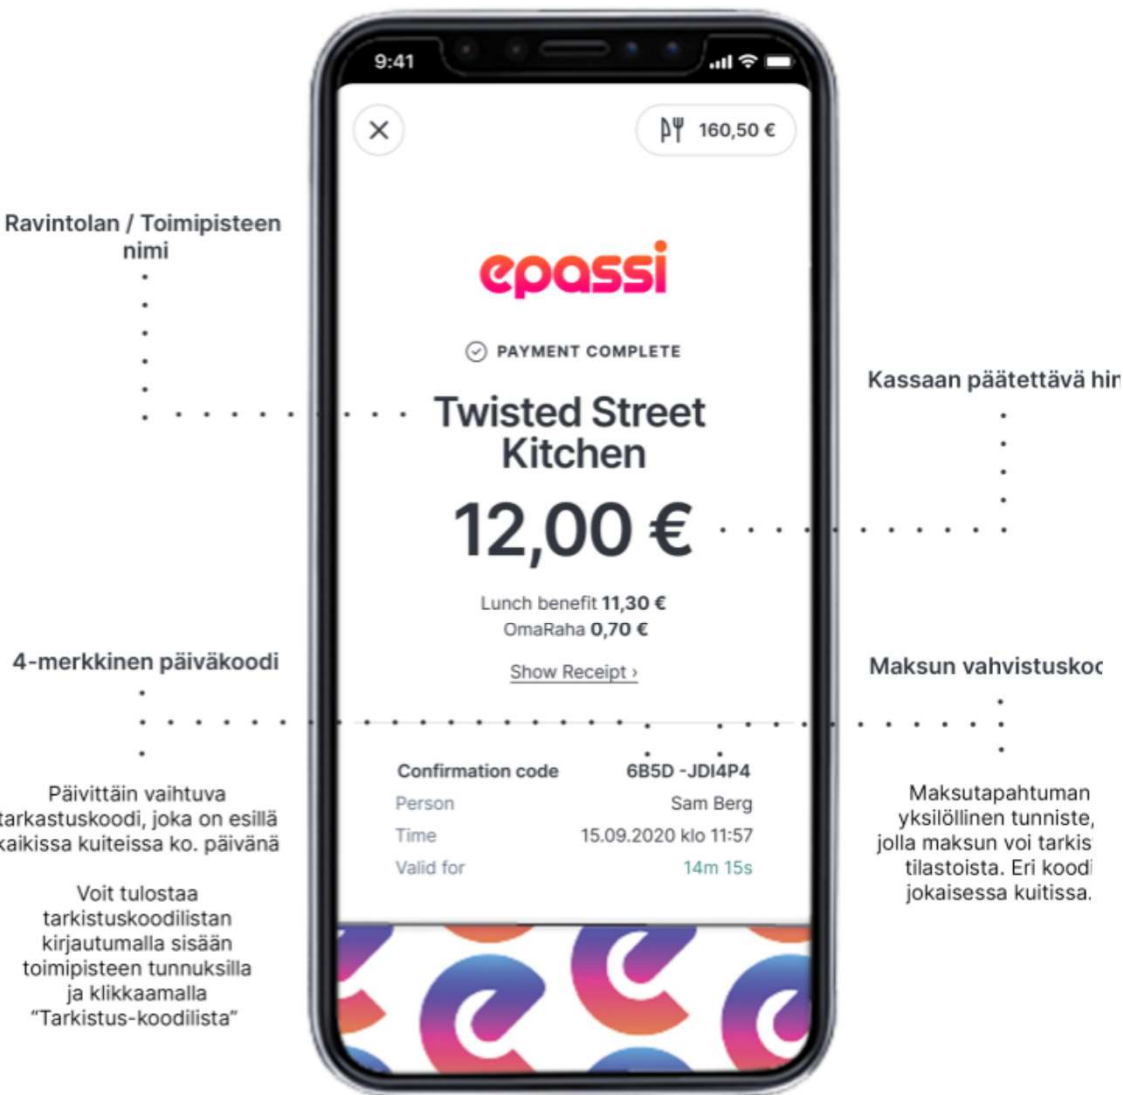 9:41
160,50 €
Ravintolan / Toimipisteen
nimi
epassi
PAYMENT COMPLETE
Kassaan päätettävä hin
Twisted Street
Kitchen
12,00 €
Lunch benefit 11,30 €
OmaRaha 0,70 €
4-merkkinen päiväkoodi
Show Receipt ›
Maksun vahvistuskoo
Confirmation code 6B5D -JDI4P4
Person Sam Berg
Time 15.09.2020 klo 11:57
Valid for 14m 15s
Päivittäin vaihtuva
tarkastuskoodi, joka on esillä
kaikissa kuiteissa ko. päivänä
Voit tulostaa
tarkistuskoodilistan
kirjautumalla sisään
toimipisteen tunnuksilla
ja klikkaamalla
"Tarkistus-koodilista"
Maksutapahtuman
yksilöllinen tunniste,
jolla maksun voi tarkis
tilastoista. Eri koodi
jokaisessa kuitissa.